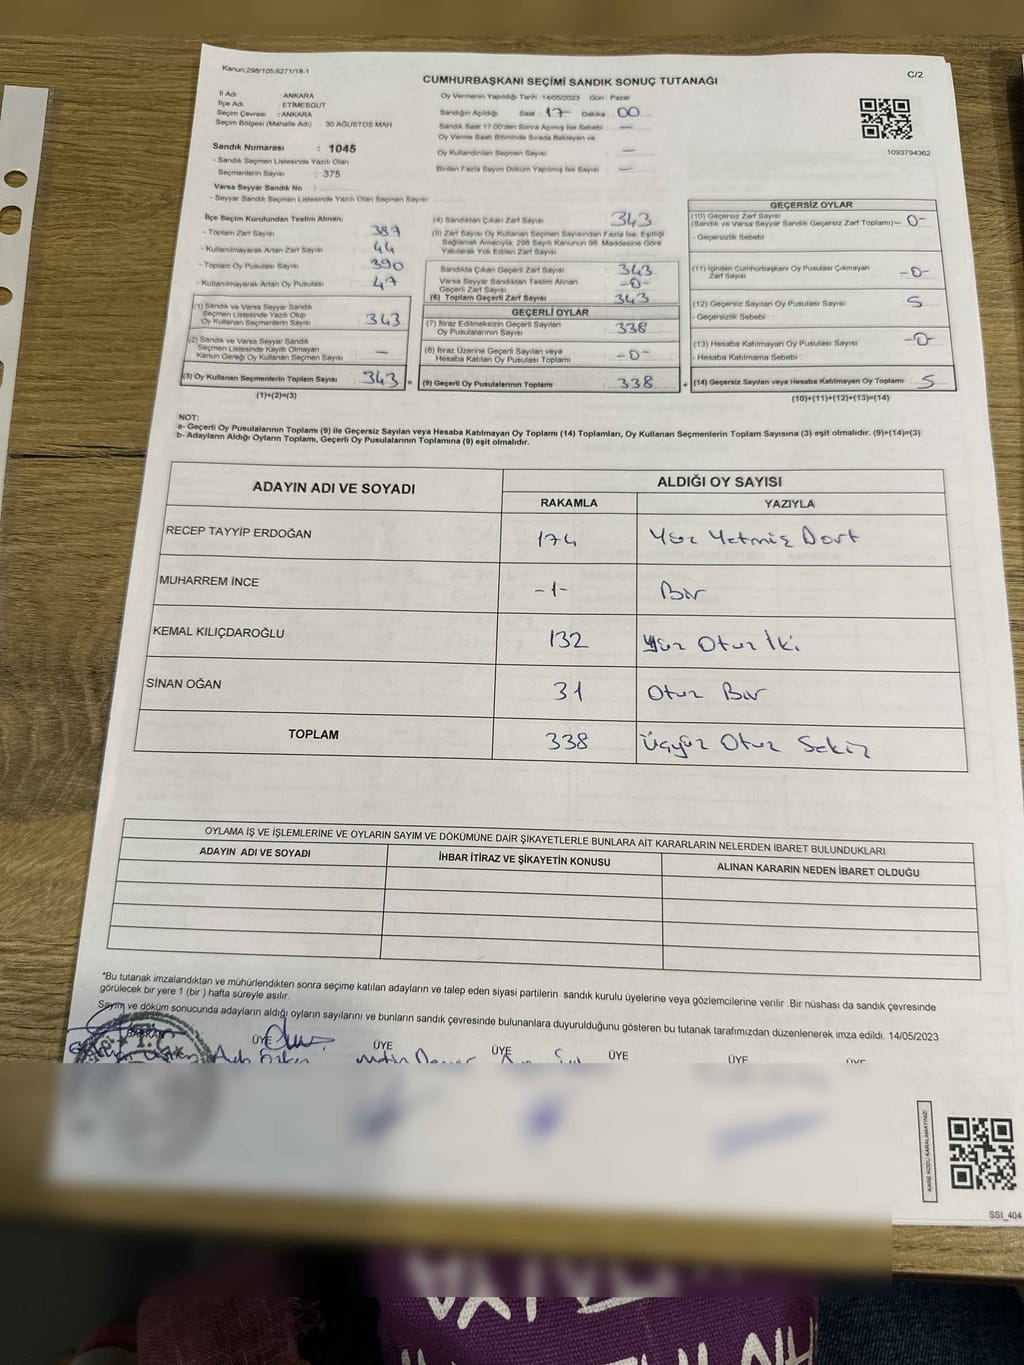 Kanun:298/105;6271/18-1
C/2
CUMHURBAŞKANI SEÇİMİ SANDIK SONUÇ TUTANAĞI
İl Adı : ANKARA
İlçe Adı : ETİMESGUT
Seçim Çevresi : ANKARA
Seçim Bölgesi (Mahalle Adı) : 30 AĞUSTOS MAH
Sandık Numarası : 1045
- Sandık Seçmen Listesinde Yazılı Olan
Seçmenlerin Sayısı : 375
Varsa Seyyar Sandık No :
- Seyyar Sandık Seçmen Listesinde Yazılı Olan Seçmen Sayısı:
Oy Vermenin Yapıldığı Tarih : 14/05/2023 Gün : Pazar
Sandığın Açıldığı Saat : 17 Dakika : 00
Sandık Saat 17:00'den Sonra Açılmış İse Sebebi : —
Oy Verme Saati Bitiminde Sırada Bekleyen ve
Oy Kullandırılan Seçmen Sayısı : —
Birden Fazla Sayım Döküm Yapılmış İse Sayısı : —
1093794362
İlçe Seçim Kurulundan Teslim Alınan;
- Toplam Zarf Sayısı : 387
- Kullanılmayarak Artan Zarf Sayısı : 44
- Toplam Oy Pusulası Sayısı : 390
- Kullanılmayarak Artan Oy Pusulası : 47
(1) Sandık ve Varsa Seyyar Sandık
Seçmen Listesinde Yazılı Olup
Oy Kullanan Seçmenlerin Sayısı : 343
(2) Sandık ve Varsa Seyyar Sandık
Seçmen Listesinde Kayıtlı Olmayan
Kanun Gereği Oy Kullanan Seçmen Sayısı : —
(3) Oy Kullanan Seçmenlerin Toplam Sayısı : 343 =
(1)+(2)=(3)
(4) Sandıktan Çıkan Zarf Sayısı : 343
(5) Zarf Sayısı Oy Kullanan Seçmen Sayısından Fazla İse, Eşitliği
Sağlamak Amacıyla, 298 Sayılı Kanunun 98. Maddesine Göre
Yakılarak Yok Edilen Zarf Sayısı :
Sandıkta Çıkan Geçerli Zarf Sayısı : 343
Varsa Seyyar Sandıktan Teslim Alınan
Geçerli Zarf Sayısı : -0-
(6) Toplam Geçerli Zarf Sayısı : 343
GEÇERLİ OYLAR
(7) İtiraz Edilmeksizin Geçerli Sayılan
Oy Pusulalarının Sayısı : 338
(8) İtiraz Üzerine Geçerli Sayılan veya
Hesaba Katılan Oy Pusulası Toplamı : -0-
(9) Geçerli Oy Pusulalarının Toplamı : 338 +
GEÇERSİZ OYLAR
(10) Geçersiz Zarf Sayısı
(Sandık ve Varsa Seyyar Sandık Geçersiz Zarf Toplamı) -0-
- Geçersizlik Sebebi :
(11) İçinden Cumhurbaşkanı Oy Pusulası Çıkmayan
Zarf Sayısı : -0-
(12) Geçersiz Sayılan Oy Pusulası Sayısı : 5
- Geçersizlik Sebebi :
(13) Hesaba Katılmayan Oy Pusulası Sayısı : -0-
- Hesaba Katılmama Sebebi :
(14) Geçersiz Sayılan veya Hesaba Katılmayan Oy Toplamı : 5
(10)+(11)+(12)+(13)=(14)
NOT:
a- Geçerli Oy Pusulalarının Toplamı (9) ile Geçersiz Sayılan veya Hesaba Katılmayan Oy Toplamı (14) Toplamları, Oy Kullanan Seçmenlerin Toplam Sayısına (3) eşit olmalıdır. (9)+(14)=(3)
b- Adayların Aldığı Oyların Toplamı, Geçerli Oy Pusulalarının Toplamına (9) eşit olmalıdır.
ADAYIN ADI VE SOYADI
ALDIĞI OY SAYISI
RAKAMLA YAZIYLA
RECEP TAYYİP ERDOĞAN 174 Yüz Yetmiş Dört
MUHARREM İNCE -1- Bir
KEMAL KILIÇDAROĞLU 132 Yüz Otuz İki
SİNAN OĞAN 31 Otuz Bir
TOPLAM 338 Üçyüz Otuz Sekiz
OYLAMA İŞ VE İŞLEMLERİNE VE OYLARIN SAYIM VE DÖKÜMÜNE DAİR ŞİKAYETLERLE BUNLARA AİT KARARLARIN NELERDEN İBARET BULUNDUKLARI
ADAYIN ADI VE SOYADI İHBAR İTİRAZ VE ŞİKAYETİN KONUSU ALINAN KARARIN NEDEN İBARET OLDUĞU
*Bu tutanak imzalandıktan ve mühürlendikten sonra seçime katılan adayların ve talep eden siyasi partilerin sandık kurulu üyelerine veya gözlemcilerine verilir .Bir nüshası da sandık çevresinde
görülecek bir yere 1 (bir ) hafta süreyle asılır.
Sayım ve döküm sonucunda adayların aldığı oyların sayılarını ve bunların sandık çevresinde bulunanlara duyurulduğunu gösteren bu tutanak tarafımızdan düzenlenerek imza edildi. 14/05/2023
BAŞKAN ÜYE ÜYE ÜYE ÜYE ÜYE ÜYE
T.C.
KARE KODU KARALAMAYINIZ!
SSİ_404